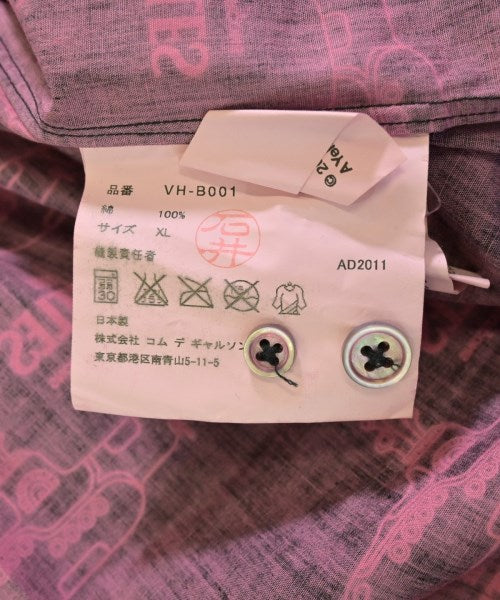 © 2
A Ye
品番 VH-B001
綿 100%
サイズ XL
石井
縫製責任者
AD2011
30
日本製
株式会社 コム デ ギャルソン
東京都港区南青山5-11-5